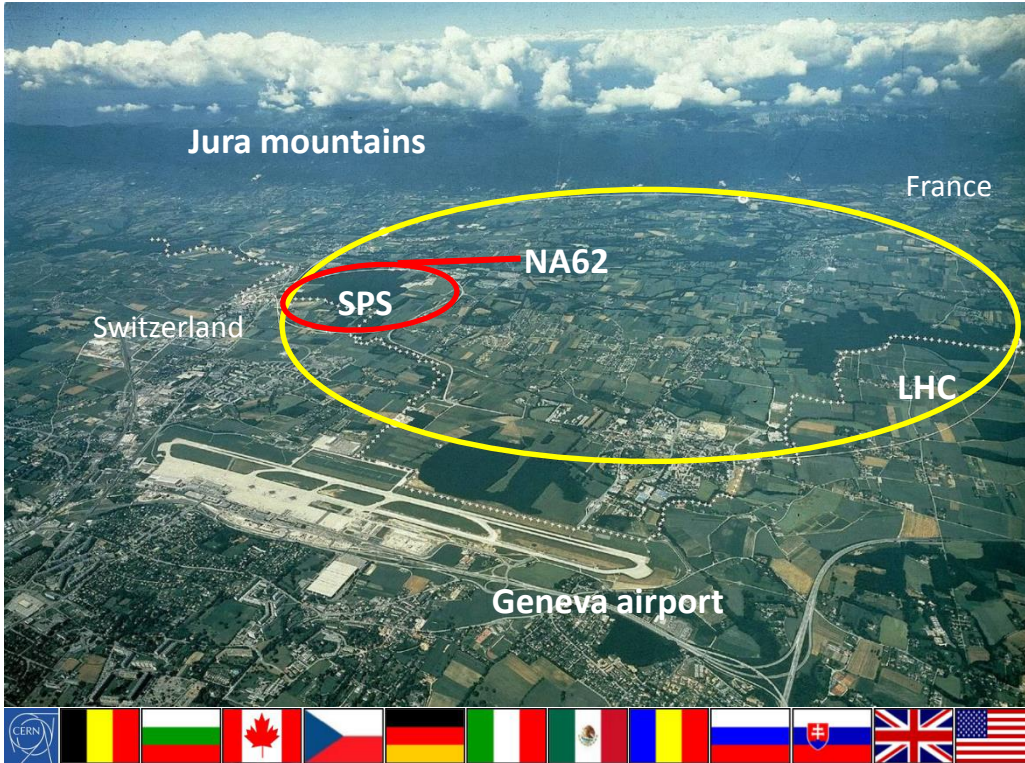 Jura mountains
France
NA62
SPS
Switzerland
LHC
Geneva airport
CERN